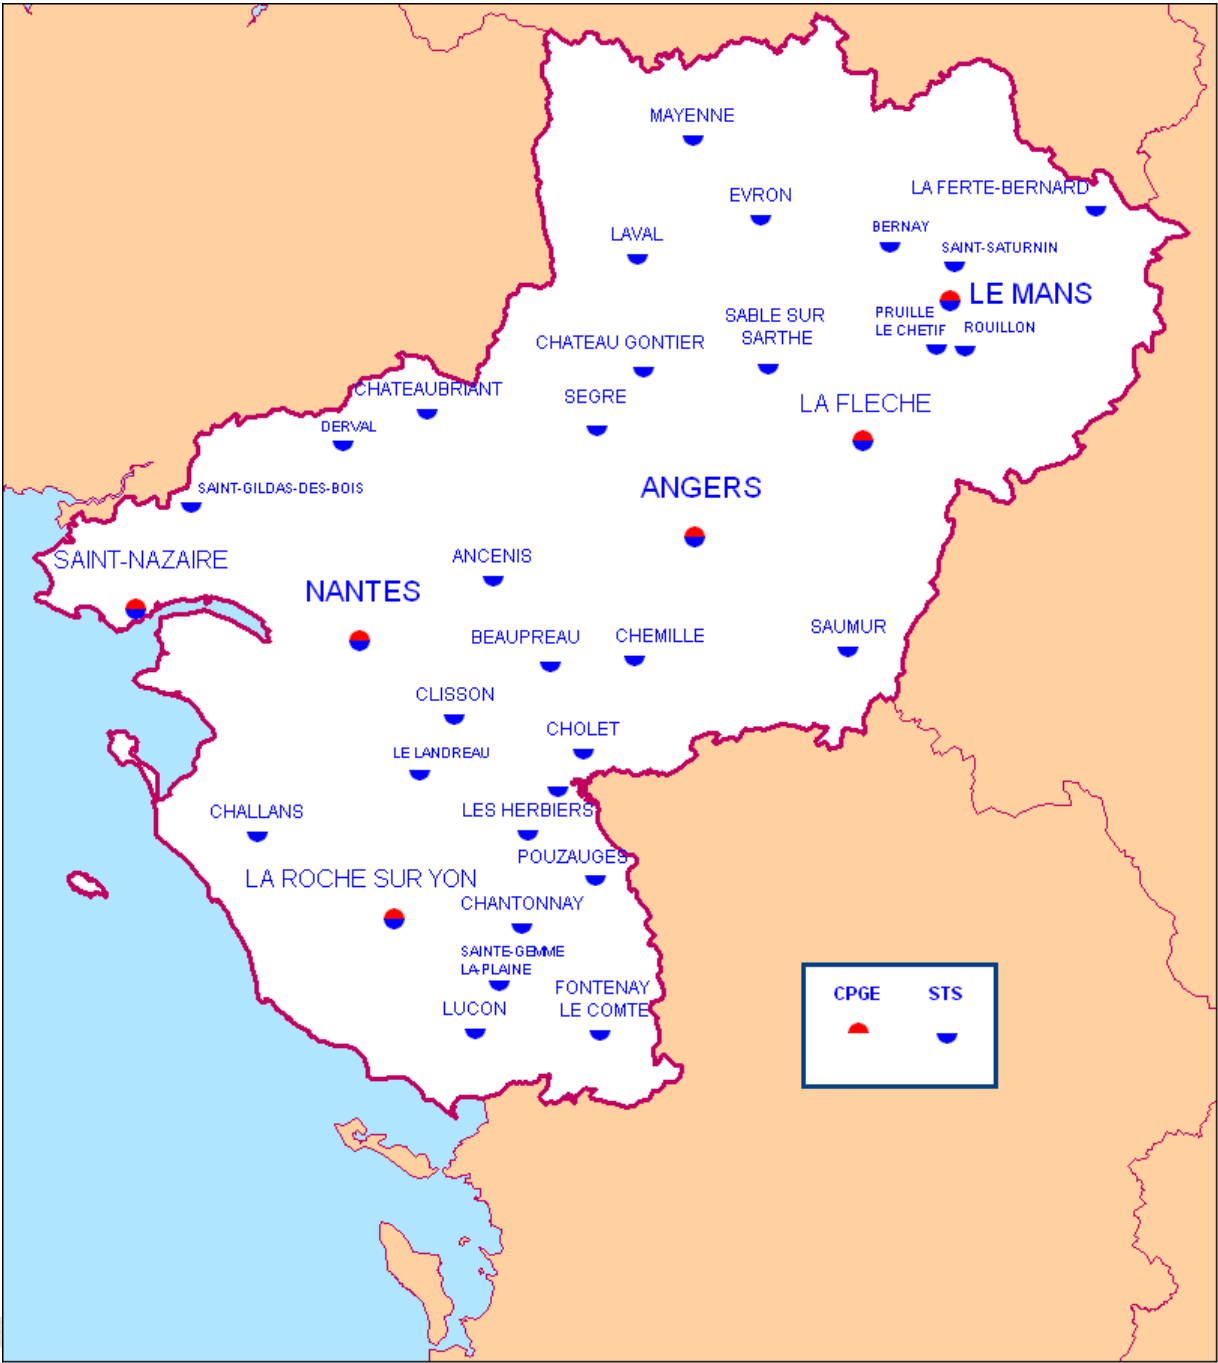 MAYENNE
LA FERTE-BERNARD
EVRON
BERNAY
LAVAL
SAINT-SATURNIN
LE MANS
SABLE SUR
SARTHE
PRUILLE
LE CHETIF
ROUILLON
CHATEAU GONTIER
CHATEAUBRIANT
SEGRE
LA FLECHE
DERVAL
SAINT-GILDAS-DES-BOIS
ANGERS
SAINT-NAZAIRE
ANCENIS
NANTES
BEAUPREAU
CHEMILLE
SAUMUR
CLISSON
CHOLET
LE LANDREAU
CHALLANS
LES HERBIERS
POUZAUGES
LA ROCHE SUR YON
CHANTONNAY
SAINTE-GEMME
LA-PLAINE
FONTENAY
LE COMTE
LUCON
CPGE STS